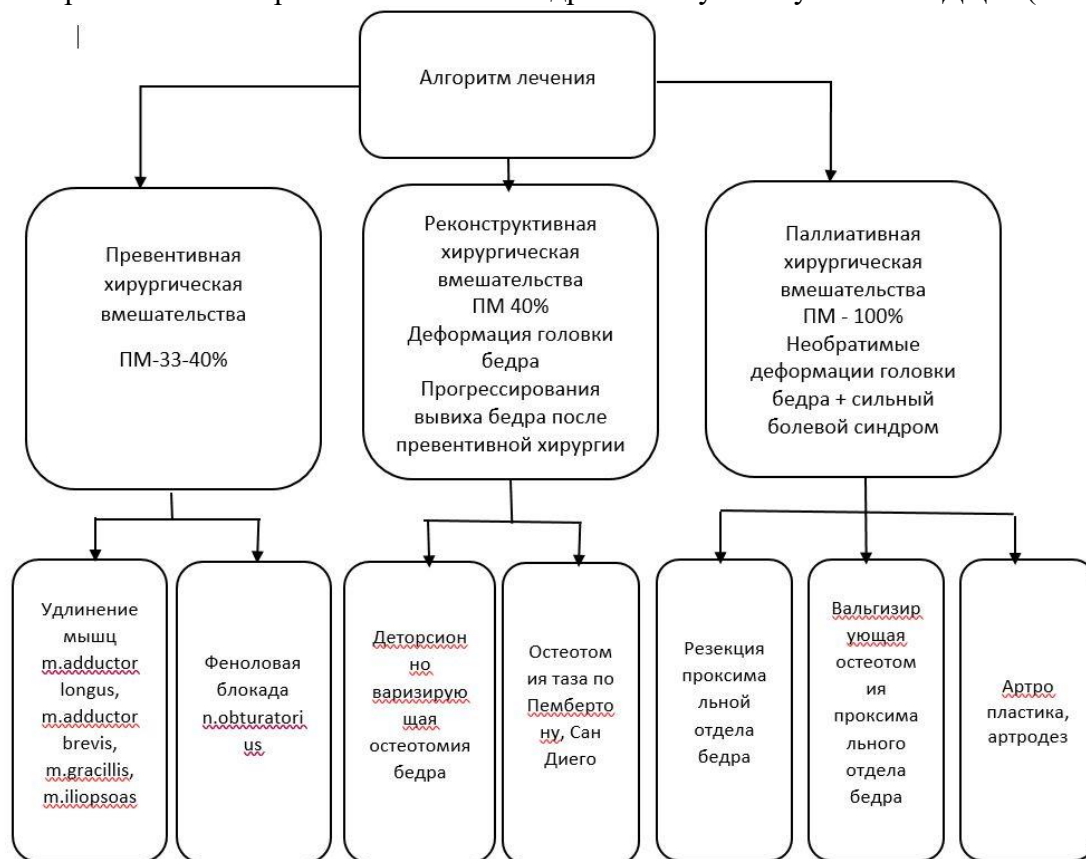 Алгоритм лечения
Превентивная
хирургическая
вмешательства
ПМ-33-40%
Реконструктивная
хирургическая
вмешательства
ПМ 40%
Деформация головки
бедра
Прогрессирования
вывиха бедра после
превентивной хирургии
Паллиативная
хирургическая
вмешательства
ПМ - 100%
Необратимые
деформации головки
бедра + сильный
болевой синдром
Удлинение
мышц
m.adductor
longus,
m.adductor
brevis,
m.gracillis,
m.iliopsoas
Феноловая
блокада
n.obturatori
us
Деторсион
но
варизирую
щая
остеотомия
бедра
Остеотом
ия таза по
Пемберто
ну, Сан
Диего
Резекция
проксима
льной
отдела
бедра
Вальгизир
ующая
остеотом
ия
проксима
льного
отдела
бедра
Артро
пластика,
артродез